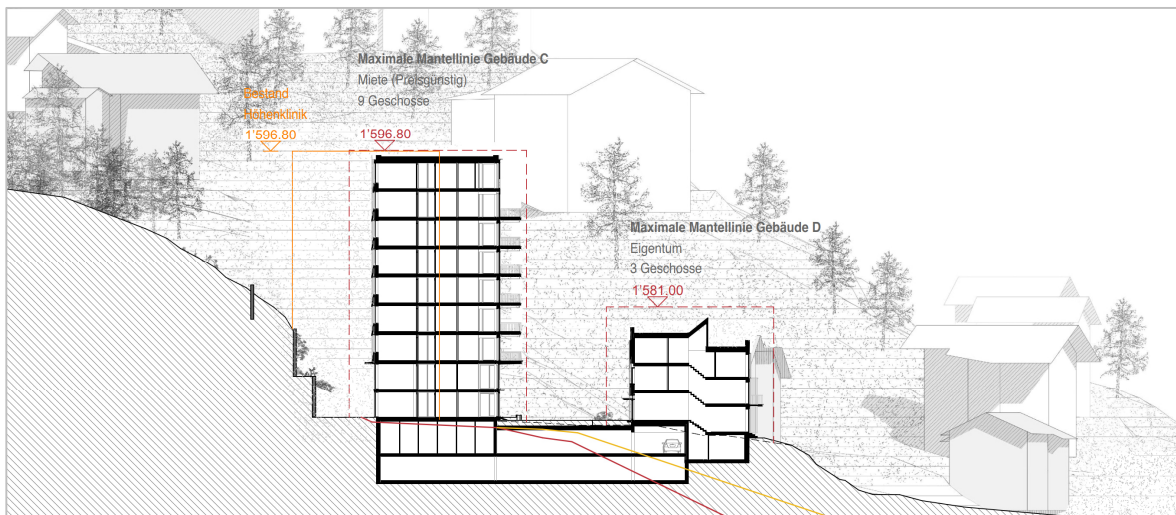 Maximale Mantellinie Gebäude C
Miete (Preisgünstig)
9 Geschosse
Bestand
Höhenklinik
1'596.80
1'596.80
Maximale Mantellinie Gebäude D
Eigentum
3 Geschosse
1'581.00